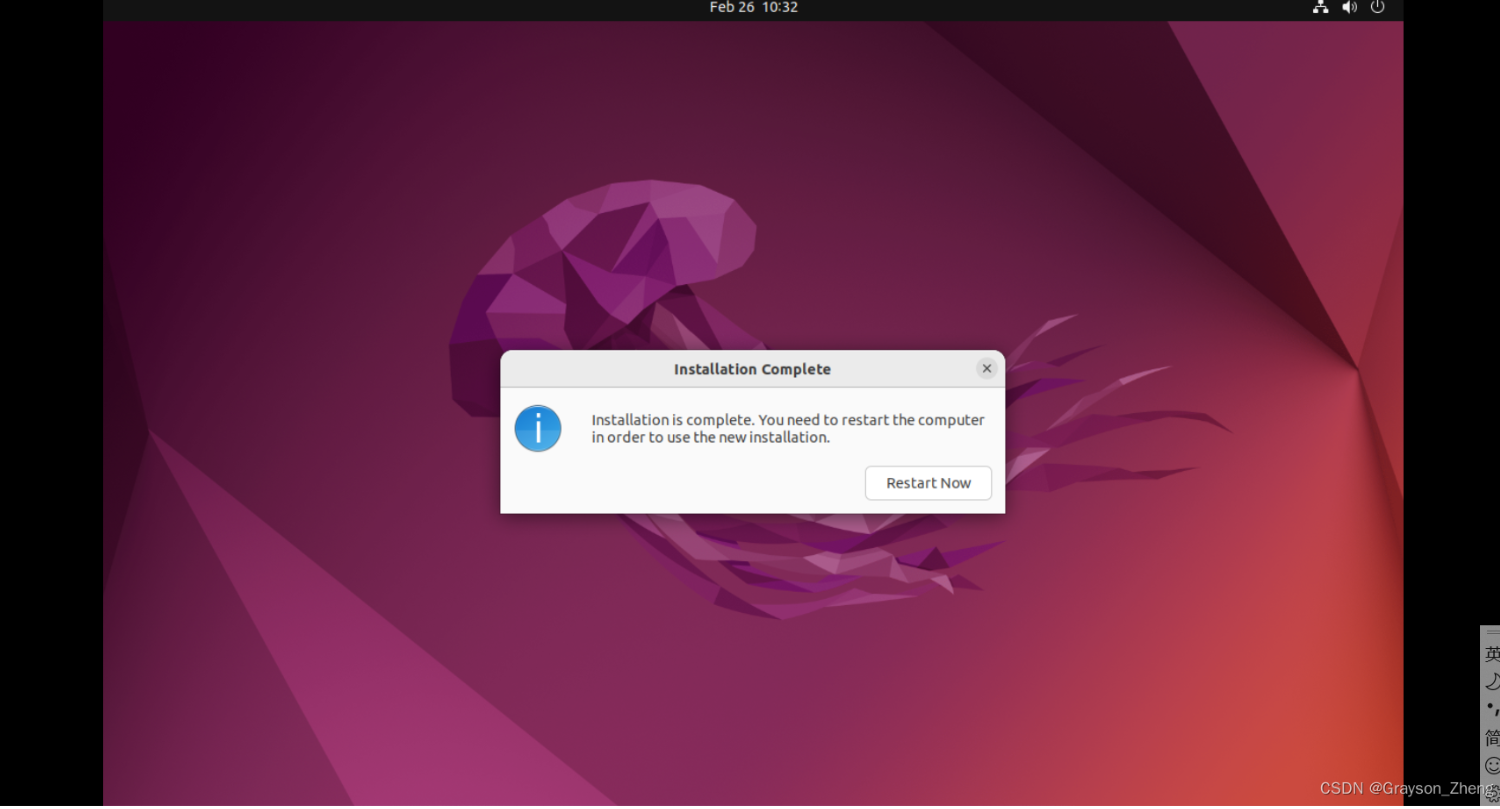 Feb 26 10:32
Installation Complete
Installation is complete. You need to restart the computer
in order to use the new installation.
Restart Now
英
简
CSDN @Grayson_Zheng